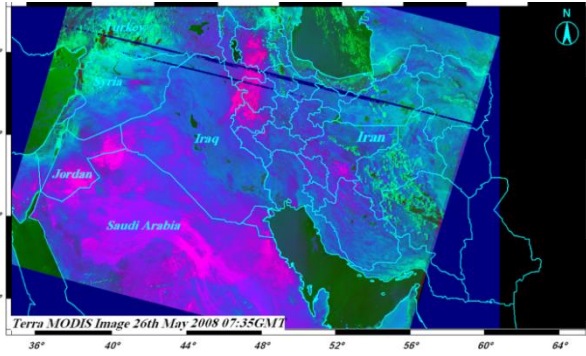 N
Turkey
Syria
Iraq
Iran
Jordan
Saudi Arabia
Terra MODIS Image 26th May 2008 07:35GMT
36° 40° 44° 48° 52° 56° 60° 64°